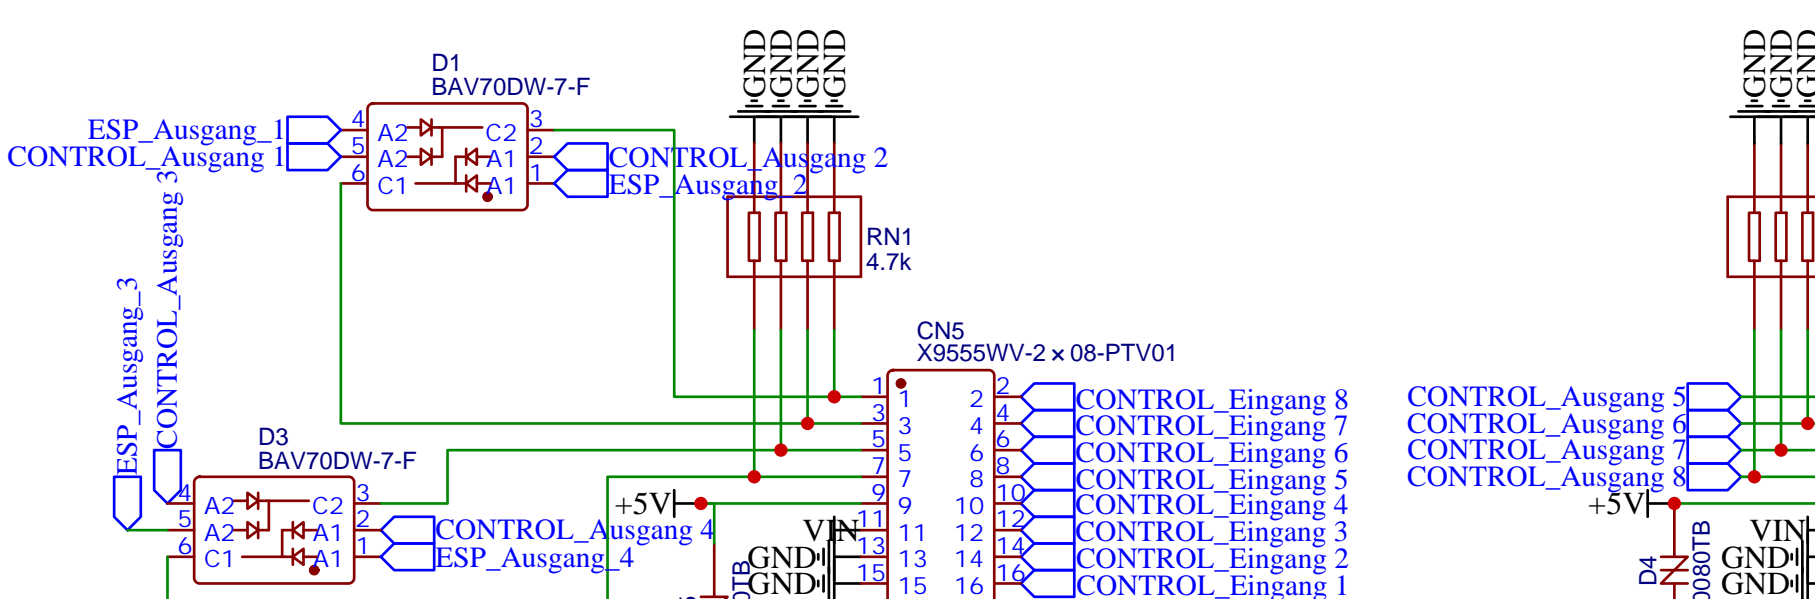 D1
BAV70DW-7-F
GND
GND
GND
GND
GND
GND
GND
ESP_Ausgang_1
CONTROL_Ausgang 1
4
5
6
A2
A2
C1
C2
A1
A1
3
2
1
CONTROL_Ausgang 2
ESP_Ausgang_2
RN1
4.7k
ESP_Ausgang_3
CONTROL_Ausgang 3
D3
BAV70DW-7-F
4
5
6
A2
A2
C1
C2
A1
A1
3
2
1
CONTROL_Ausgang 4
ESP_Ausgang_4
CN5
X9555WV-2×08-PTV01
1 1 2 2 CONTROL_Eingang 8
3 3 4 4 CONTROL_Eingang 7
5 5 6 6 CONTROL_Eingang 6
7 7 8 8 CONTROL_Eingang 5
+5V 9 9 10 10 CONTROL_Eingang 4
VIN 11 11 12 12 CONTROL_Eingang 3
GND 13 13 14 14 CONTROL_Eingang 2
GND 15 15 16 16 CONTROL_Eingang 1
0TB
CONTROL_Ausgang 5
CONTROL_Ausgang 6
CONTROL_Ausgang 7
CONTROL_Ausgang 8
+5V
D4
0080TB
VIN
GND
GND